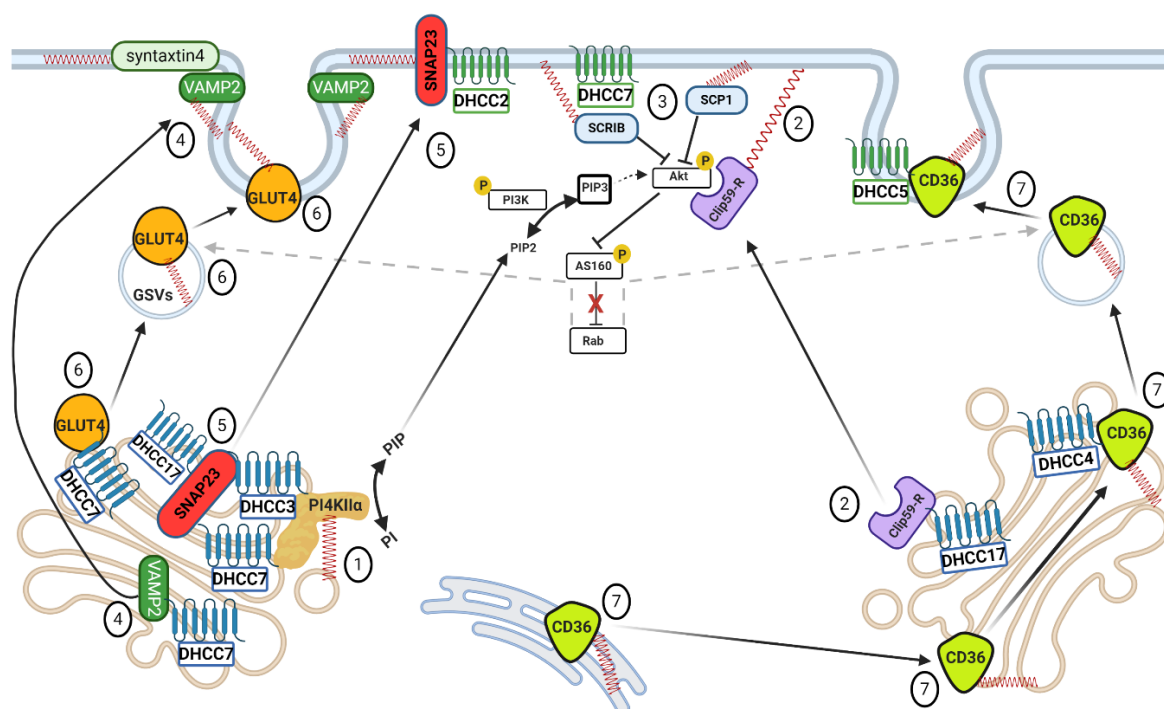 syntaxtin4
VAMP2
VAMP2
SNAP23
DHCC2
DHCC7
3
SCP1
SCRIB
2
4
5
GLUT4
6
P
Akt
Clip59-R
PIP3
P
PI3K
PIP2
DHCC5
CD36
7
CD36
GLUT4
GSVs
6
AS160
P
X
Rab
6
GLUT4
DHCC7
DHCC17
5
SNAP23
DHCC3
PI4KIIα
DHCC7
1
PIP
PI
VAMP2
4
DHCC7
7
CD36
2
Clip59-R
DHCC17
DHCC4
CD36
7
CD36
7